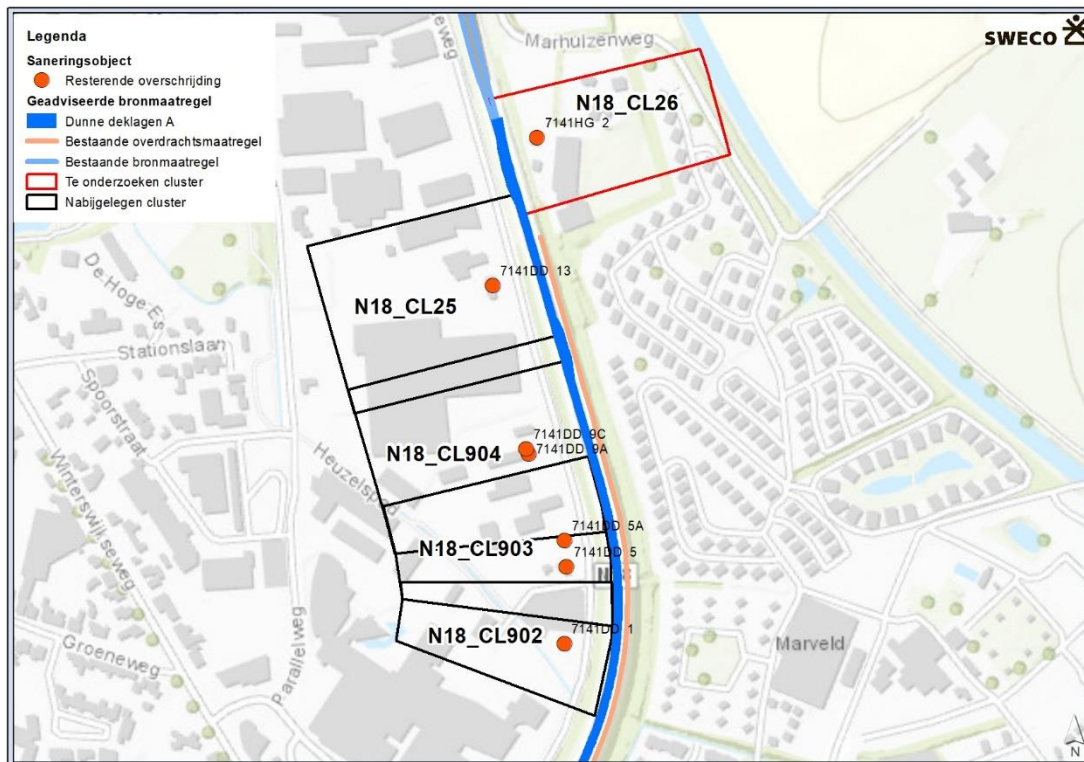 Legenda
Saneringsobject
Resterende overschrijding
Geadviseerde bronmaatregel
Dunne deklagen A
Bestaande overdrachtsmaatregel
Bestaande bronmaatregel
Te onderzoeken cluster
Nabijgelegen cluster
SWECO
Marhuizenweg
N18_CL26
7141HG 2
7141DD 13
N18_CL25
De-Hoge-Es
Stationslaan
Spoorstraat
7141DD 9C
7141DD 9A
N18_CL904
Winterswijkseweg
7141DD 5A
N18_CL903
7141DD 5
7141DD 1
N18_CL902
Marveld
Groeneweg
Parallelweg
N